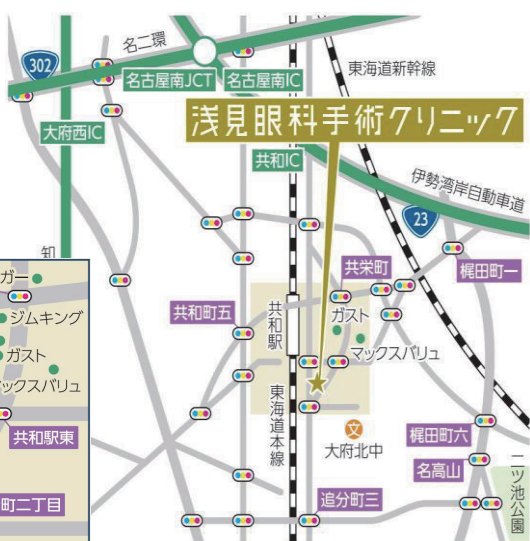 名二環
302
東海道新幹線
名古屋南JCT
名古屋南IC
大府西IC
浅見眼科手術クリニック
共和IC
伊勢湾岸自動車道
23
知
共栄町
梶田町一
ガー
ジムキング
ガスト
マックスバリュ
共和駅東
町二丁目
共和町五
共和駅
ガスト
マックスバリュ
東海道本線
文
大府北中
梶田町六
名高山
二ツ池公園
追分町三